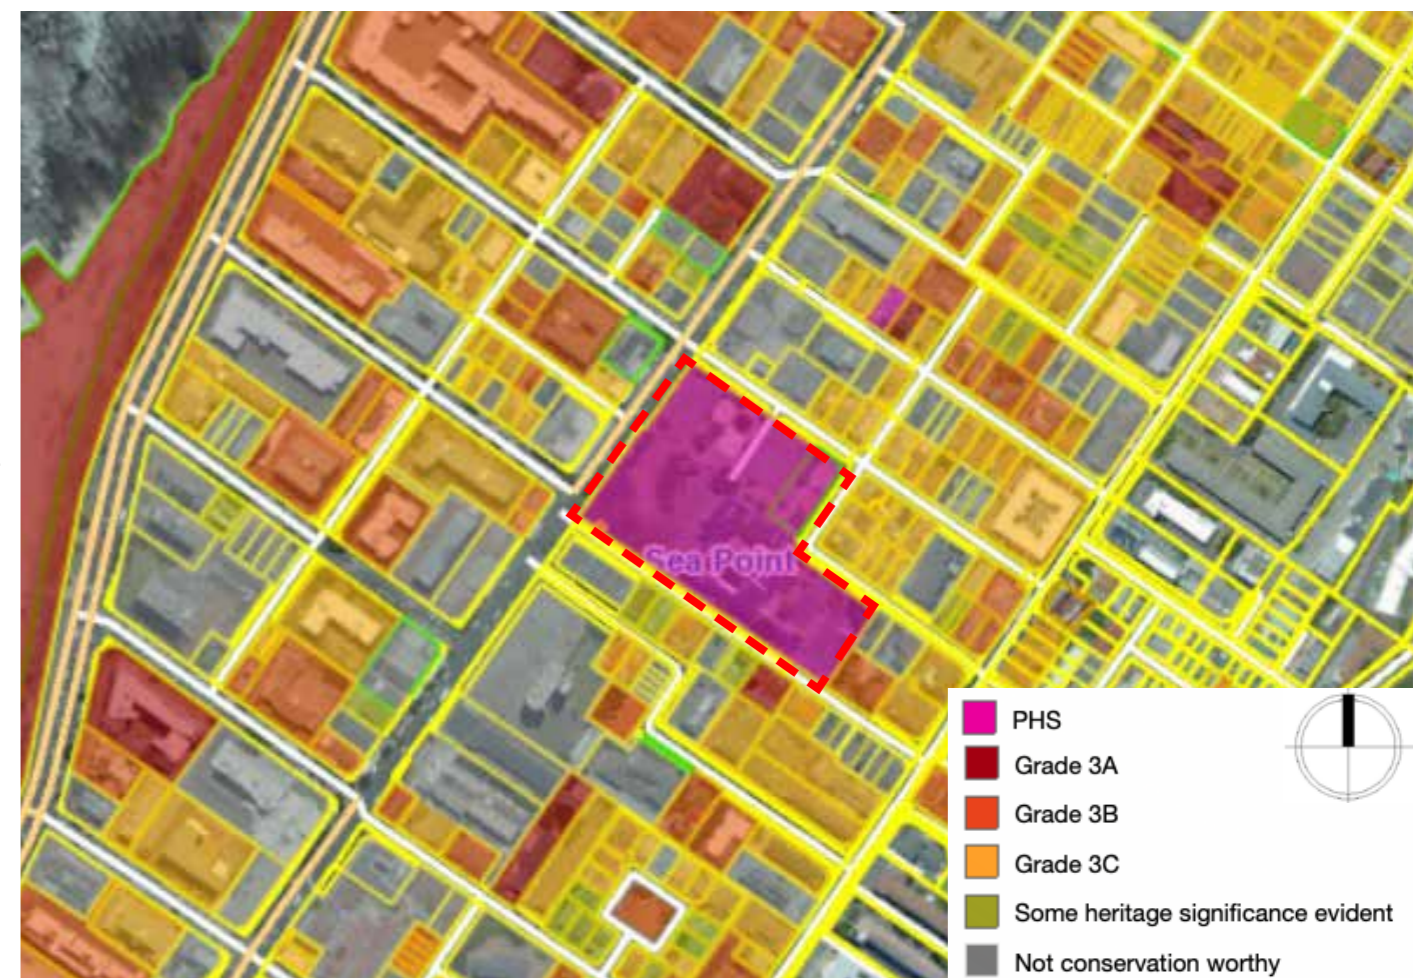 Sea Point
PHS
Grade 3A
Grade 3B
Grade 3C
Some heritage significance evident
Not conservation worthy